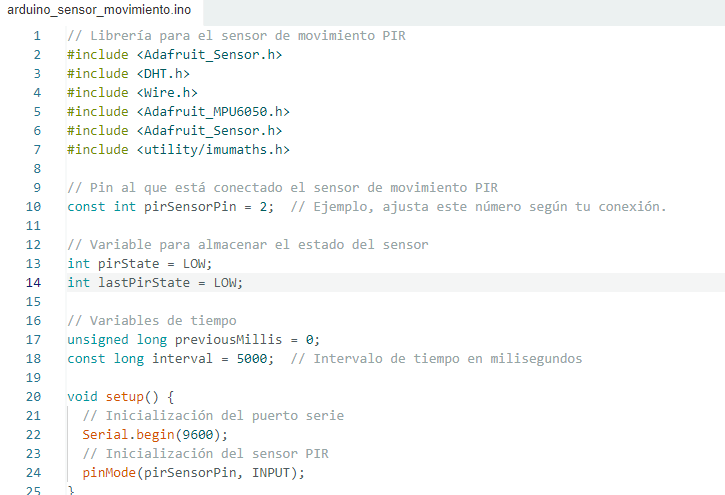 arduino_sensor_movimiento.ino
1 // Librería para el sensor de movimiento PIR
2 #include <Adafruit_Sensor.h>
3 #include <DHT.h>
4 #include <Wire.h>
5 #include <Adafruit_MPU6050.h>
6 #include <Adafruit_Sensor.h>
7 #include <utility/imumaths.h>
8
9 // Pin al que está conectado el sensor de movimiento PIR
10 const int pirSensorPin = 2;  // Ejemplo, ajusta este número según tu conexión.
11
12 // Variable para almacenar el estado del sensor
13 int pirState = LOW;
14 int lastPirState = LOW;
15
16 // Variables de tiempo
17 unsigned long previousMillis = 0;
18 const long interval = 5000;  // Intervalo de tiempo en milisegundos
19
20 void setup() {
21   // Inicialización del puerto serie
22   Serial.begin(9600);
23   // Inicialización del sensor PIR
24   pinMode(pirSensorPin, INPUT);
25 }